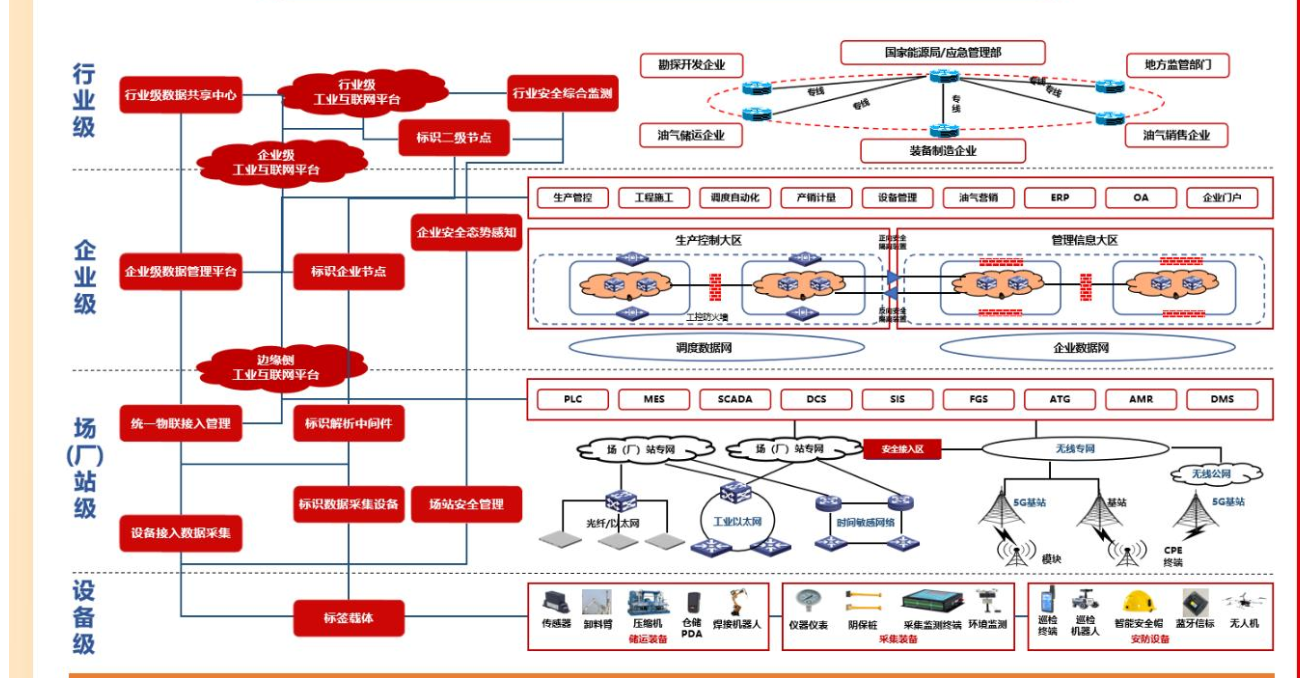 行业级
行业级数据共享中心
行业级
工业互联网平台
行业安全综合监测
标识二级节点
企业级
工业互联网平台
国家能源局/应急管理部
勘探开发企业
地方监管部门
专线
专线
专线
专线
专线
油气储运企业
装备制造企业
油气销售企业
企业级
企业级数据管理平台
标识企业节点
企业安全态势感知
生产管控
工程施工
调度自动化
产销计量
设备管理
油气营销
ERP
OA
企业门户
生产控制大区
正向安全
隔离装置
管理信息大区
工控防火墙
反向安全
隔离装置
调度数据网
企业数据网
边缘侧
工业互联网平台
场(厂)站级
统一物联接入管理
标识解析中间件
标识数据采集设备
场站安全管理
设备接入数据采集
PLC
MES
SCADA
DCS
SIS
FGS
ATG
AMR
DMS
场（厂）站专网
场（厂）站专网
安全接入区
无线专网
无线公网
光纤/以太网
工业以太网
时间敏感网络
5G基站
基站
5G基站
模块
CPE
终端
设备级
标签载体
传感器
卸料臂
压缩机
仓储
PDA
焊接机器人
储运装备
仪器仪表
阴保桩
采集监测终端
环境监测
采集装备
巡检
终端
巡检
机器人
智能安全帽
蓝牙信标
无人机
安防设备